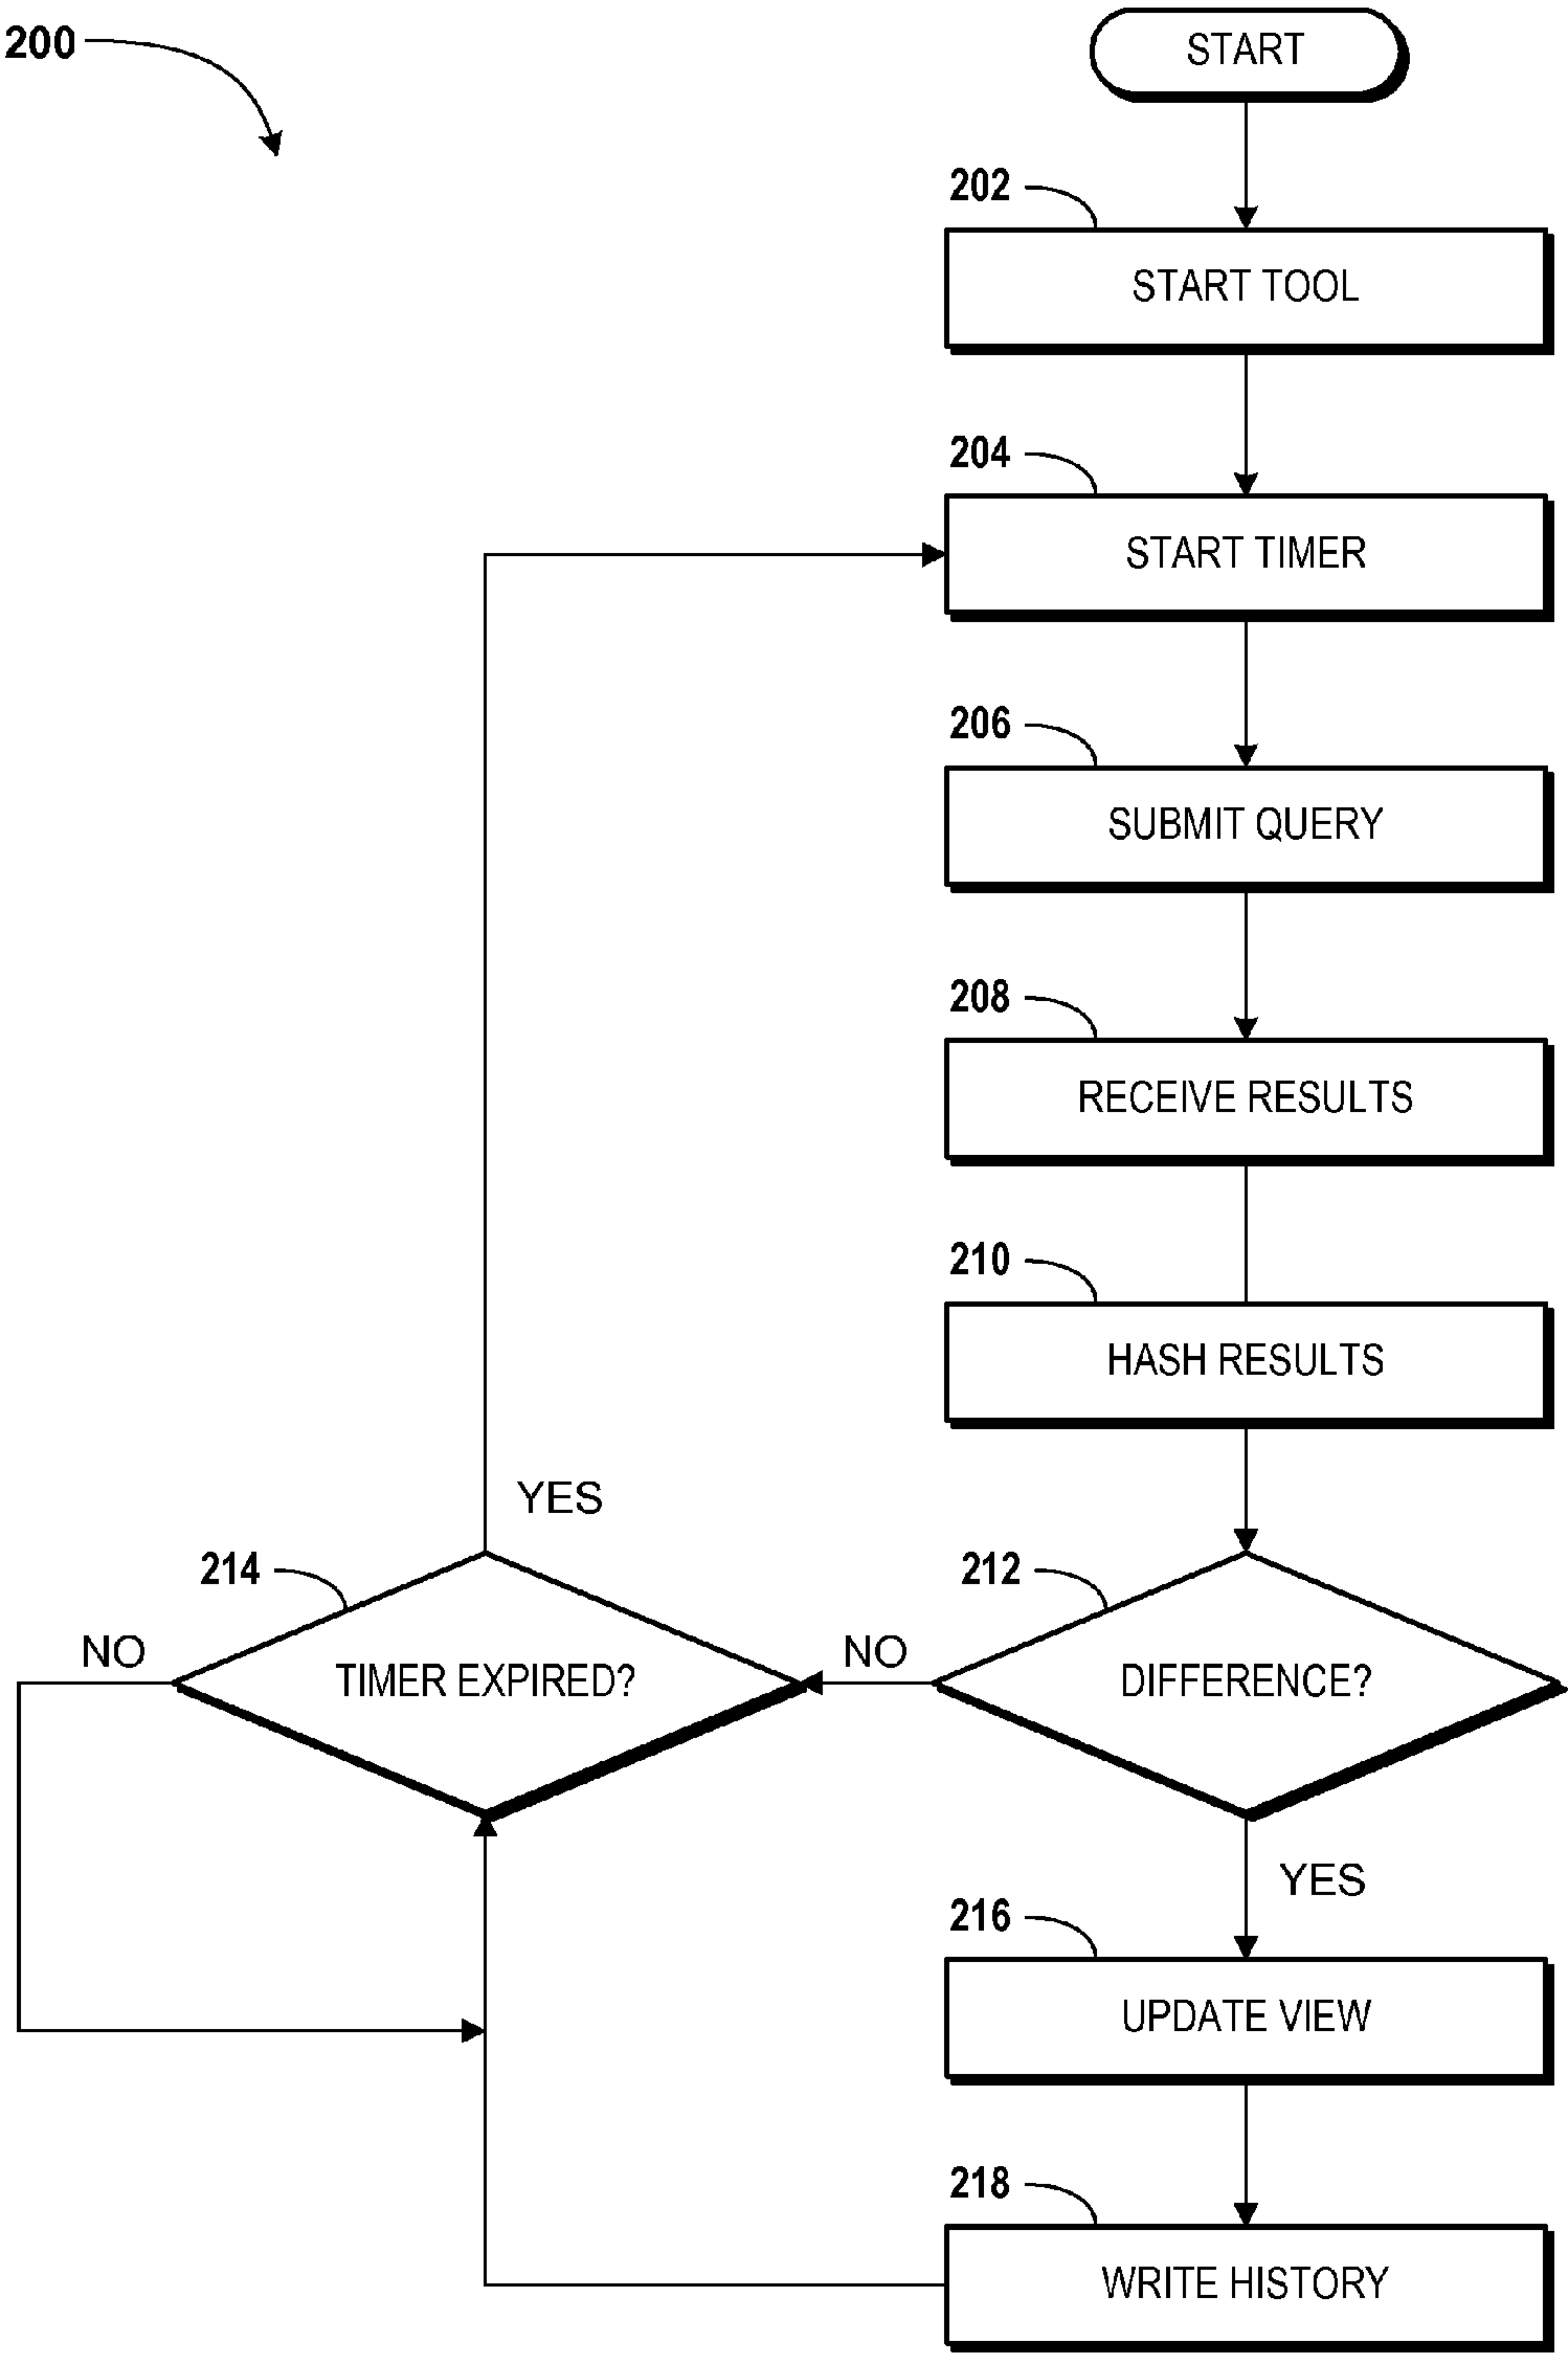 200
START
202
START TOOL
204
START TIMER
206
SUBMIT QUERY
208
RECEIVE RESULTS
210
HASH RESULTS
YES
214
212
NO
TIMER EXPIRED?
NO
DIFFERENCE?
YES
216
UPDATE VIEW
218
WRITE HISTORY